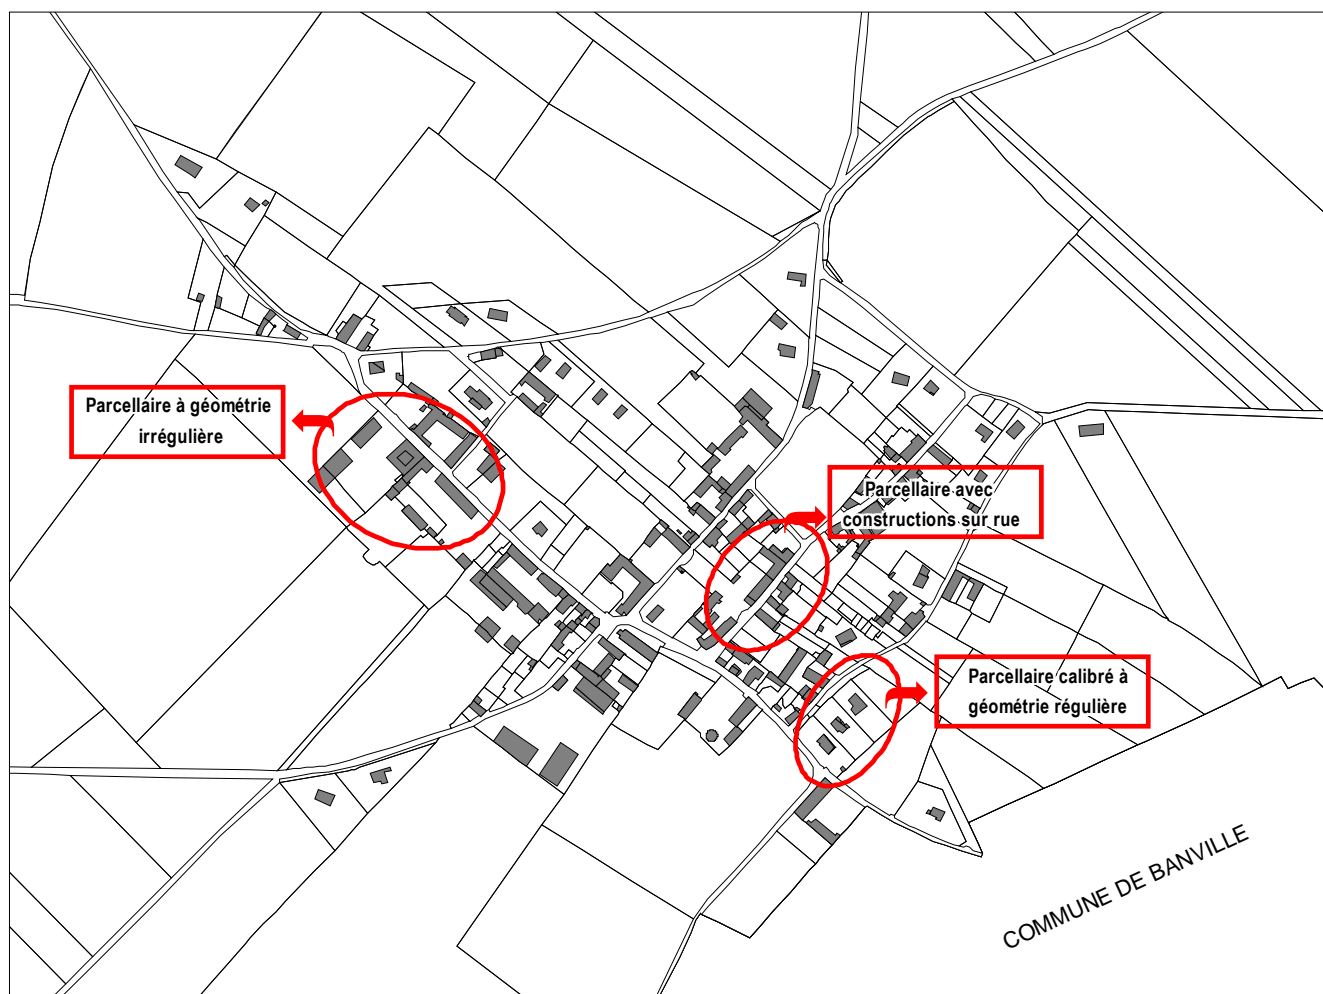 Parcellaire à géométrie
irrégulière
Parcellaire avec
constructions sur rue
Parcellaire calibré à
géométrie régulière
COMMUNE DE BANVILLE